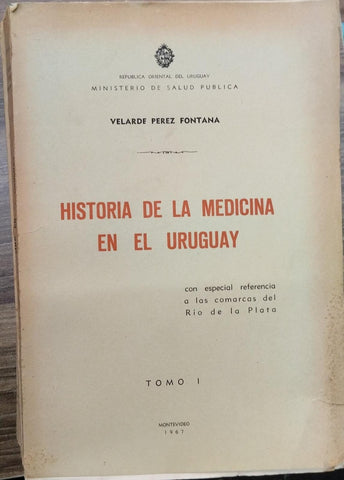 REPUBLICA ORIENTAL DEL URUGUAY
MINISTERIO DE SALUD PUBLICA
VELARDE PEREZ FONTANA
HISTORIA DE LA MEDICINA
EN EL URUGUAY
con especial referencia
a las comarcas del
Río de la Plata
TOMO I
MONTEVIDEO
1967